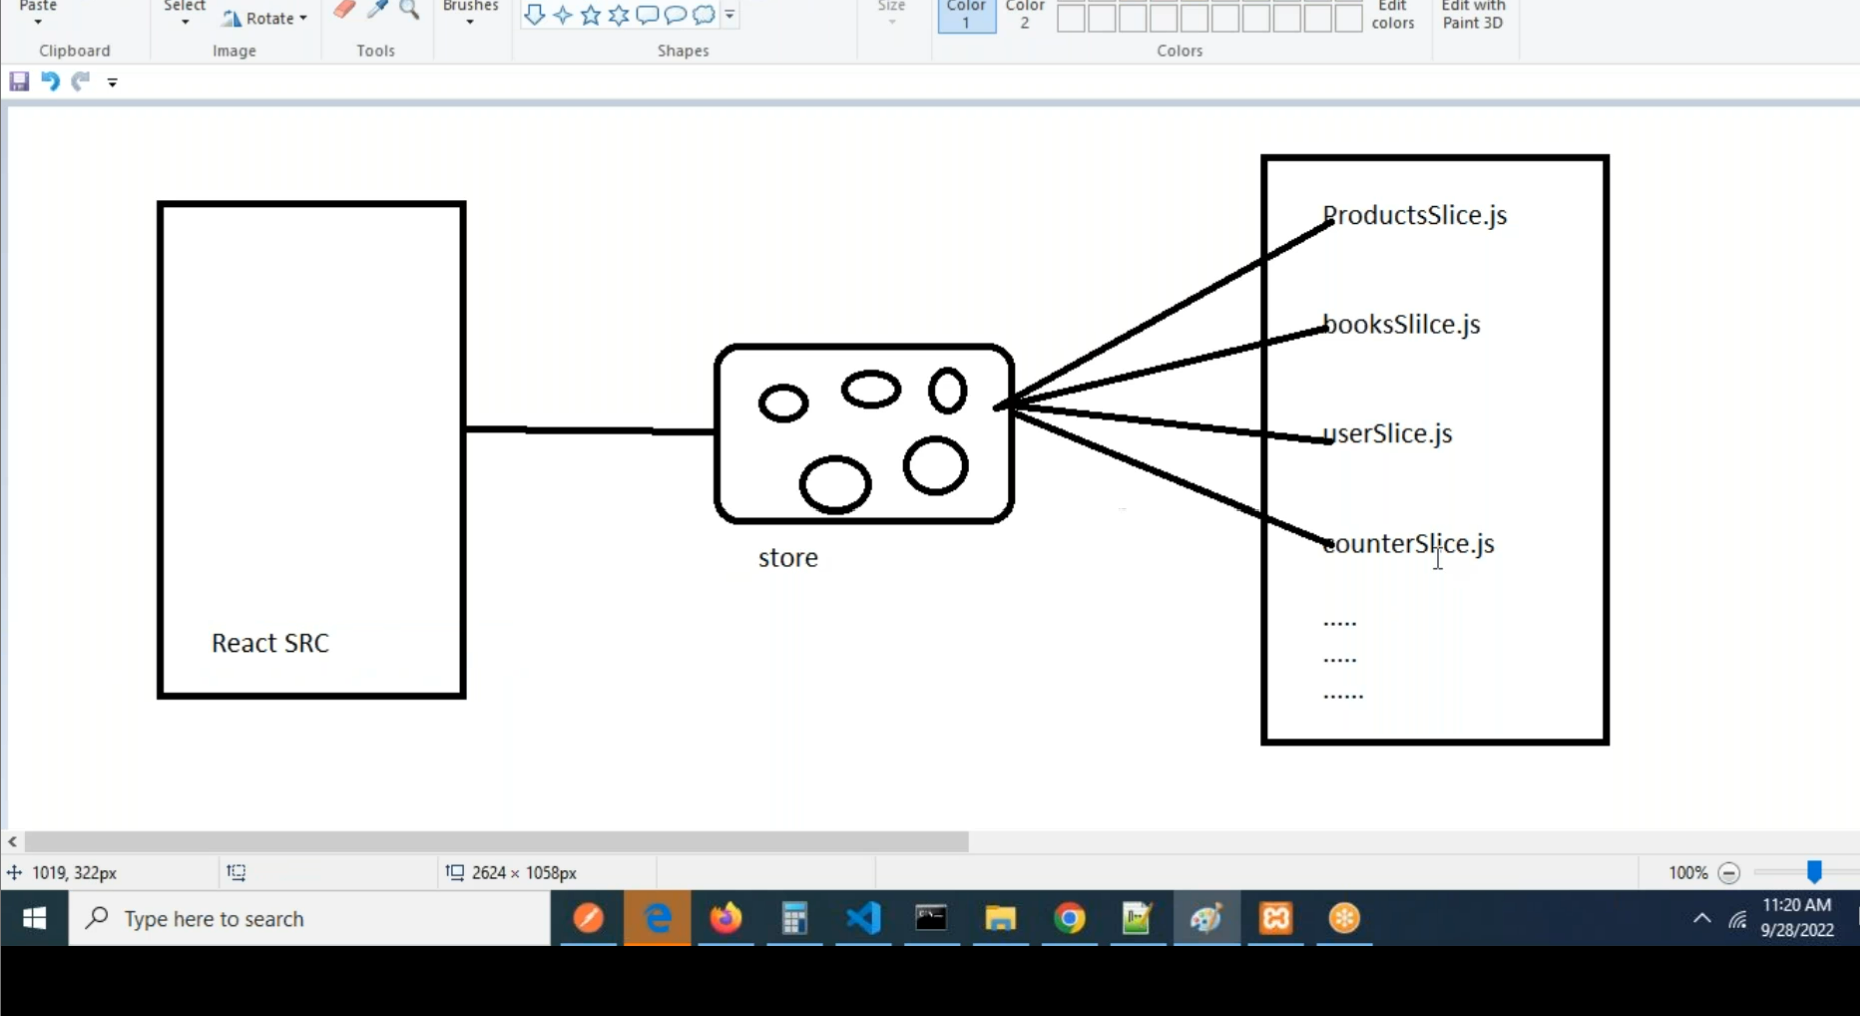 Paste
Select
Rotate
Brushes
Size
Color
1
Color
2
Edit
colors
Edit with
Paint 3D
Clipboard
Image
Tools
Shapes
Colors
ProductsSlice.js
booksSlilce.js
userSlice.js
counterSlice.js
.....
.....
......
store
React SRC
1019, 322px
2624 × 1058px
100%
Type here to search
11:20 AM
9/28/2022